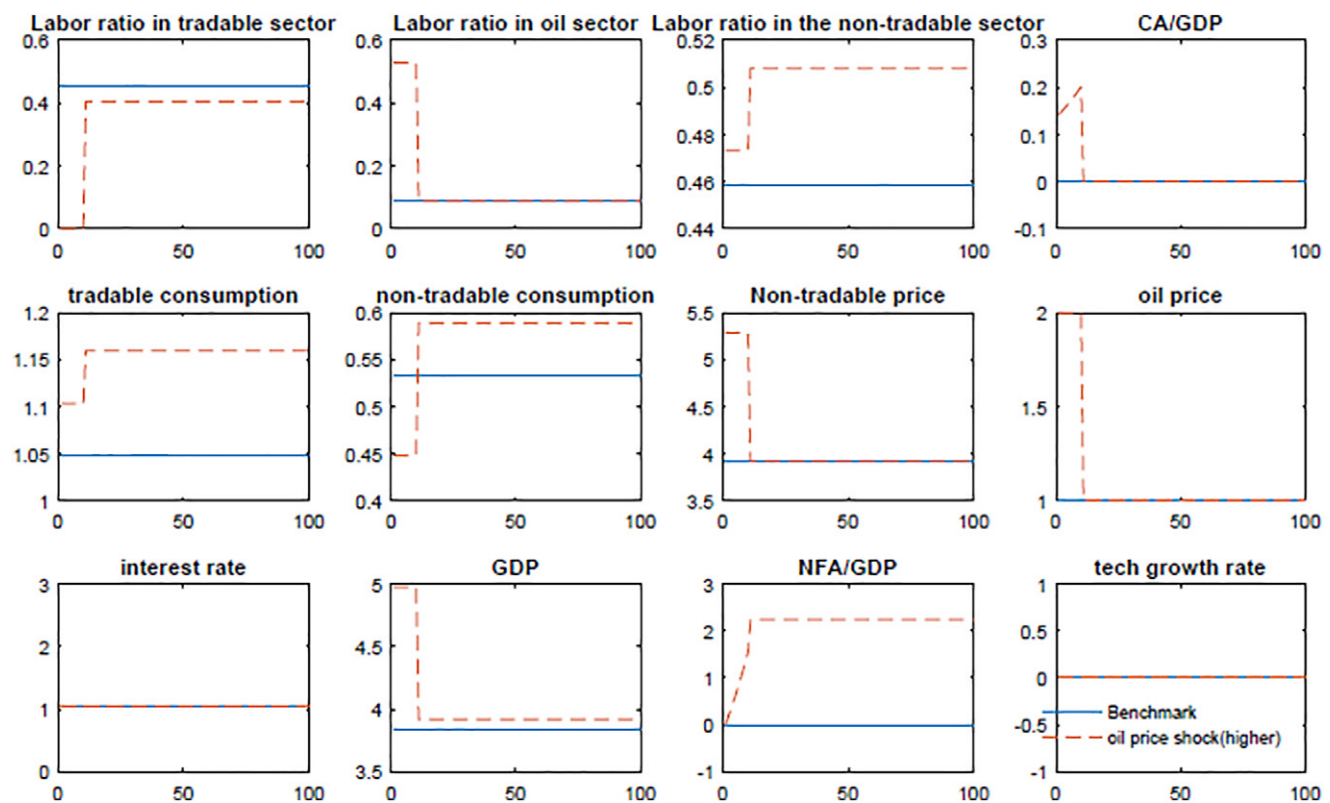 Labor ratio in tradable sector
Labor ratio in oil sector
Labor ratio in the non-tradable sector
CA/GDP
0.6
0.4
0.2
0
0 50 100
0.6
0.4
0.2
0
0 50 100
0.52
0.5
0.48
0.46
0.44
0 50 100
0.3
0.2
0.1
0
-0.1
0 50 100
tradable consumption
non-tradable consumption
Non-tradable price
oil price
1.2
1.15
1.1
1.05
1
0 50 100
0.6
0.55
0.5
0.45
0.4
0 50 100
5.5
5
4.5
4
3.5
0 50 100
2
1.5
1
0 50 100
interest rate
GDP
NFA/GDP
tech growth rate
3
2
1
0
0 50 100
5
4.5
4
3.5
0 50 100
3
2
1
0
-1
0 50 100
1
0.5
0
-0.5
-1
0 50 100
Benchmark
oil price shock(higher)